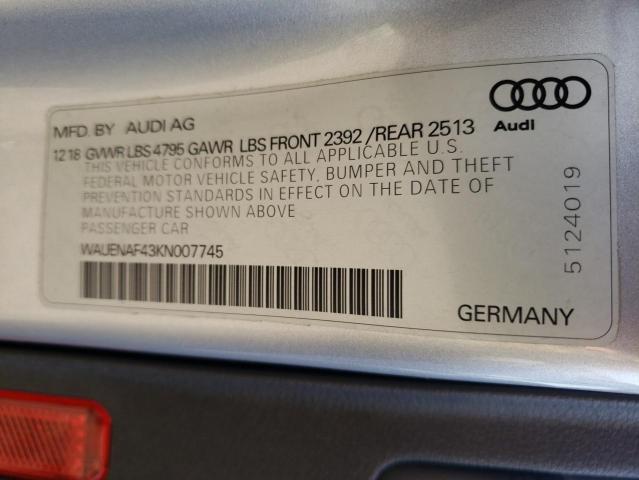 MFD. BY AUDI AG
12 18 GVWR LBS 4795 GAWR LBS FRONT 2392 /REAR 2513
THIS VEHICLE CONFORMS TO ALL APPLICABLE U.S.
FEDERAL MOTOR VEHICLE SAFETY, BUMPER AND THEFT
PREVENTION STANDARDS IN EFFECT ON THE DATE OF
MANUFACTURE SHOWN ABOVE
PASSENGER CAR
WAUENAF43KN007745
GERMANY
Audi
5124019